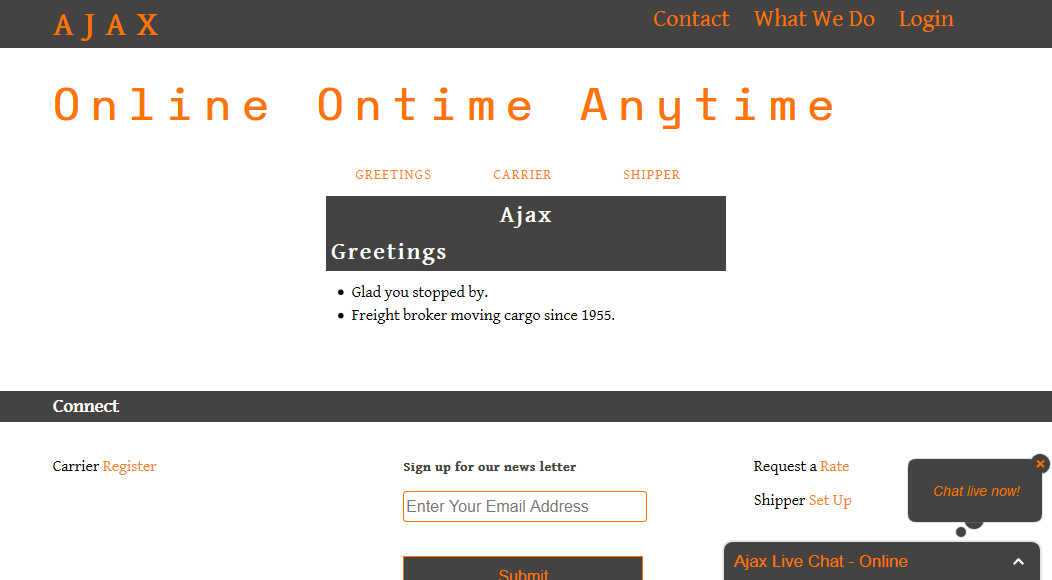 AJAX
Contact What We Do Login
Online Ontime Anytime
GREETINGS CARRIER SHIPPER
Ajax
Greetings
Glad you stopped by.
Freight broker moving cargo since 1955.
Connect
Carrier Register
Sign up for our news letter
Enter Your Email Address
Submit
Request a Rate
Shipper Set Up
Chat live now!
Ajax Live Chat - Online